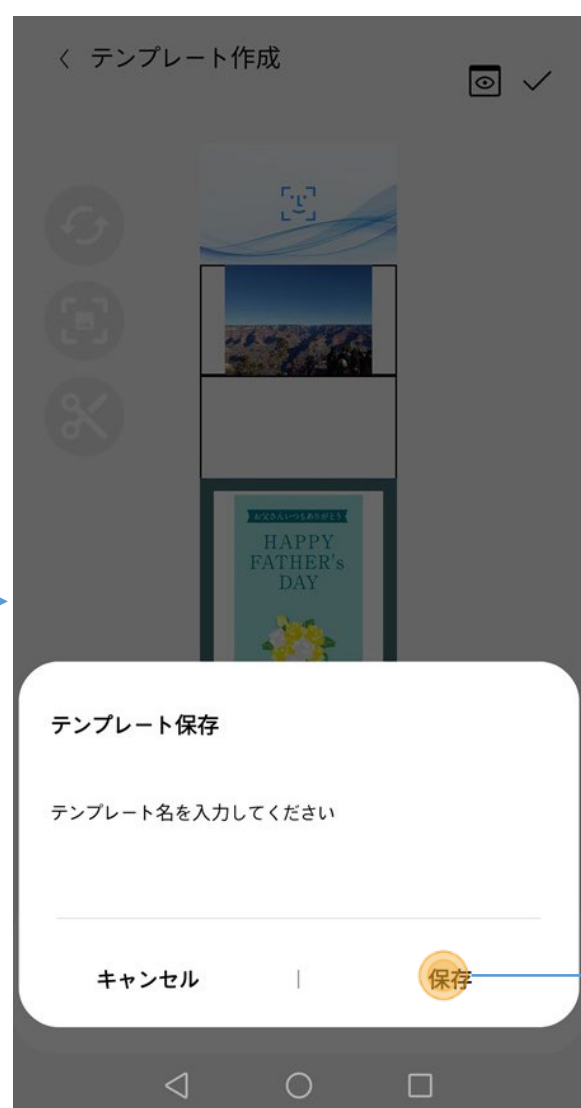 テンプレート作成
お父さんいつもありがとう
HAPPY
FATHER's
DAY
テンプレート保存
テンプレート名を入力してください
キャンセル | 保存